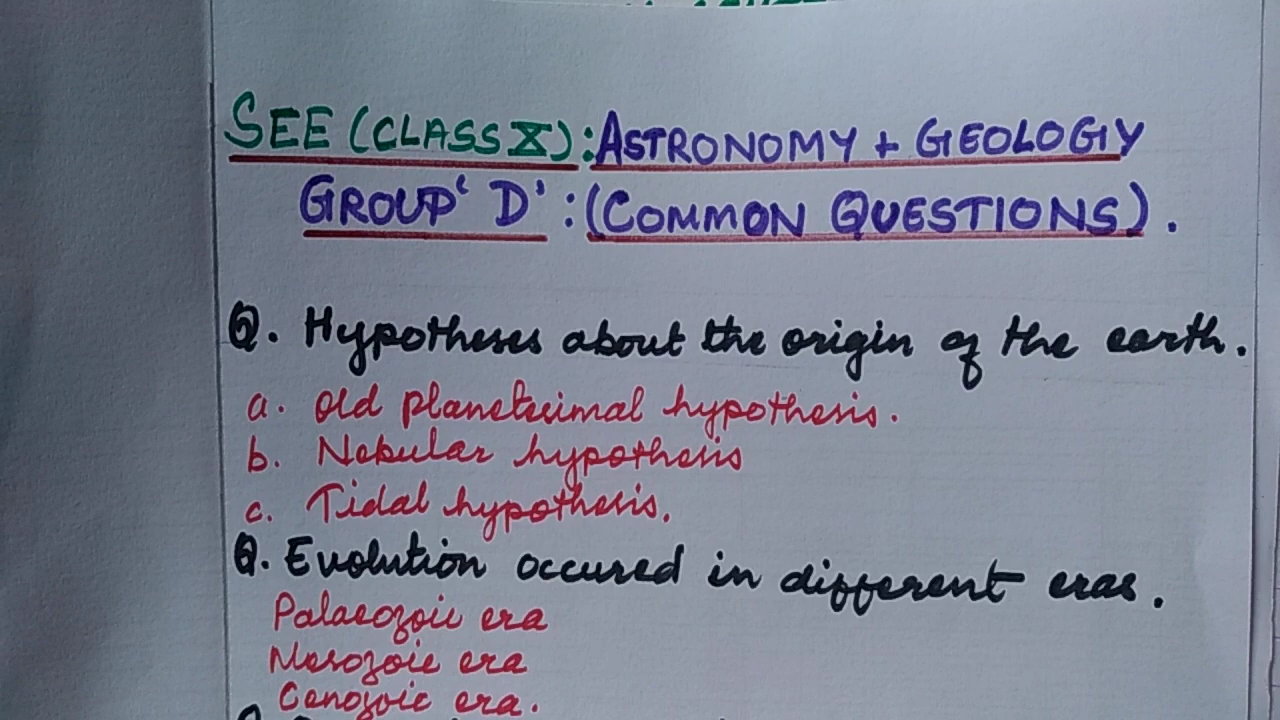 SEE (CLASS X): ASTRONOMY + GEOLOGY
GROUP 'D' : (COMMON QUESTIONS).
Q. Hypotheses about the origin of the earth.
a. Old planetesimal hypothesis.
b. Nebular hypothesis
c. Tidal hypothesis.
Q. Evolution occured in different eras.
Palaeozoic era
Mesozoic era
Cenozoic era.